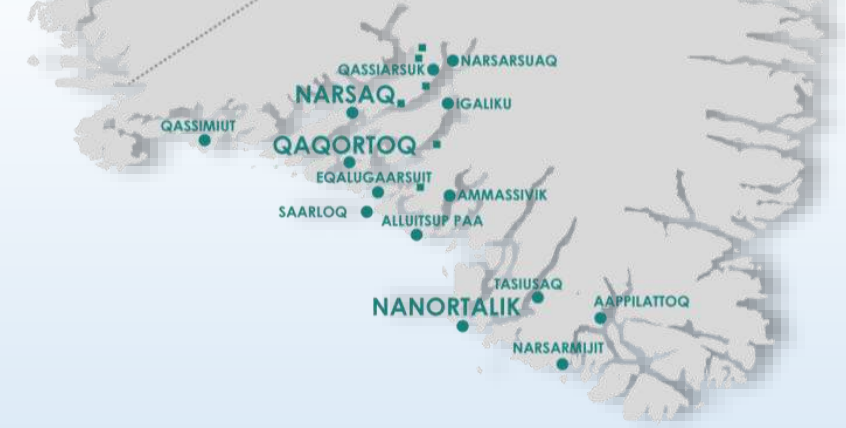 NARSARSUAQ
QASSIARSUK
NARSAQ
IGALIKU
QASSIMIUT
QAQORTOQ
EQALUGAARSUIT
AMMASSIVIK
SAARLOQ
ALLUITSUP PAA
TASIUSAQ
NANORTALIK
AAPPILATTOQ
NARSARMIJIT